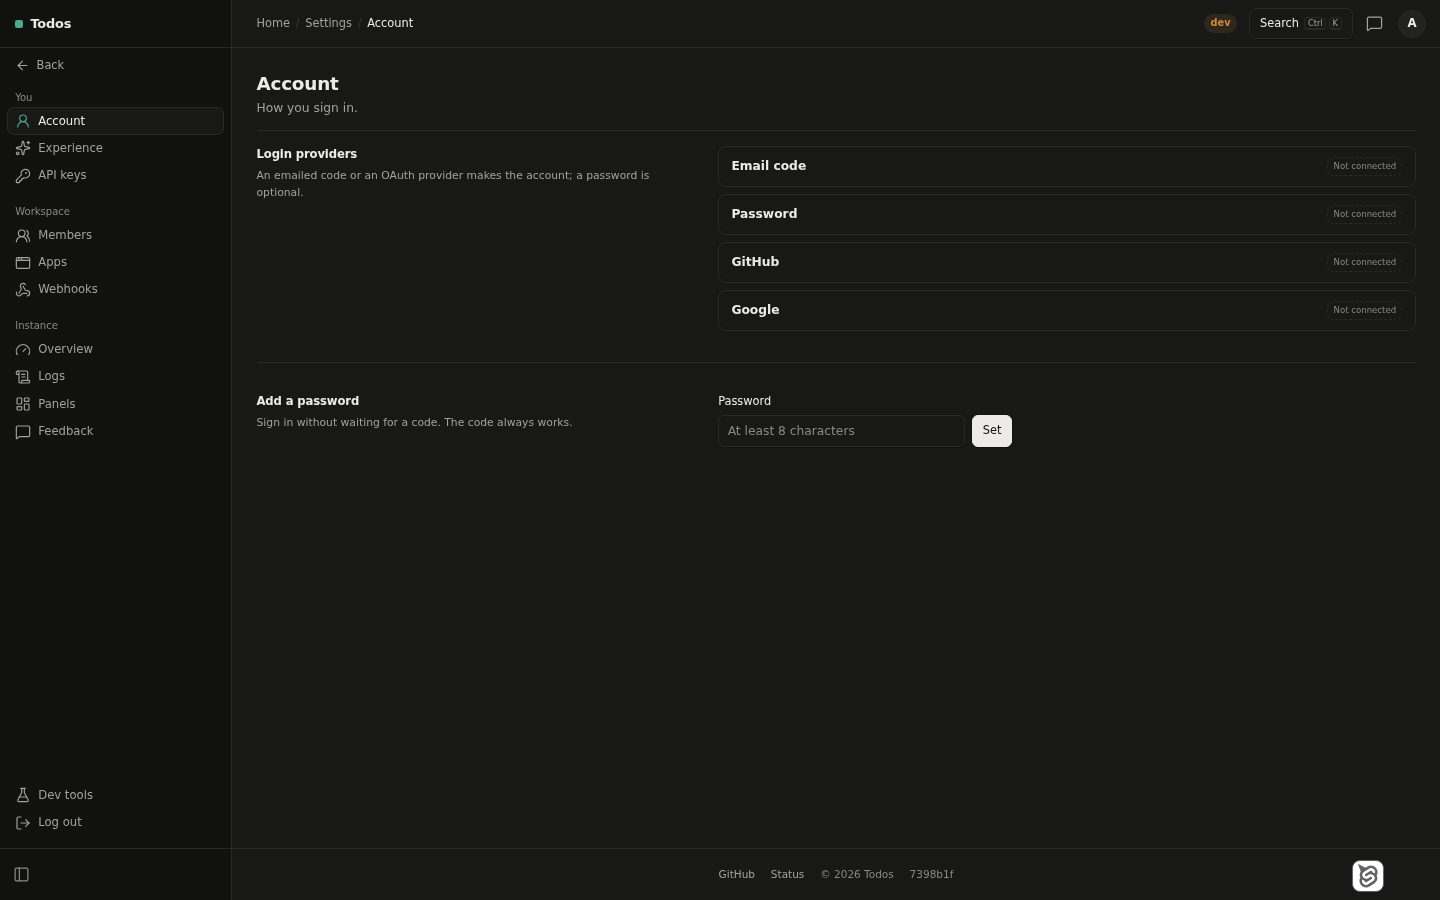 Todos
Home / Settings / Account
dev
Search Ctrl K
A
Back
You
Account
Experience
API keys
Workspace
Members
Apps
Webhooks
Instance
Overview
Logs
Panels
Feedback
Dev tools
Log out
Account
How you sign in.
Login providers
An emailed code or an OAuth provider makes the account; a password is
optional.
Email code Not connected
Password Not connected
GitHub Not connected
Google Not connected
Add a password
Sign in without waiting for a code. The code always works.
Password
At least 8 characters
Set
GitHub Status © 2026 Todos 7398b1f